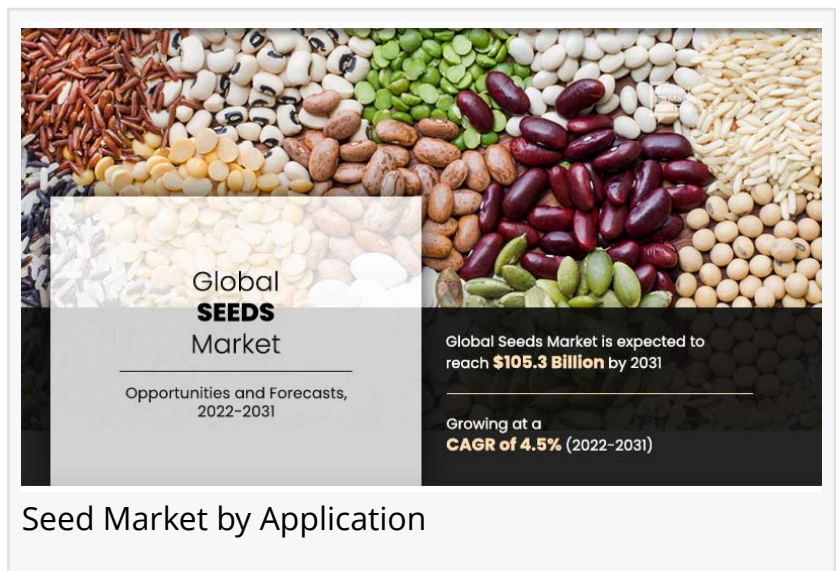 Global
SEEDS
Market
Opportunities and Forecasts,
2022-2031
Global Seeds Market is expected to
reach $105.3 Billion by 2031
Growing at a
CAGR of 4.5% (2022-2031)
Seed Market by Application